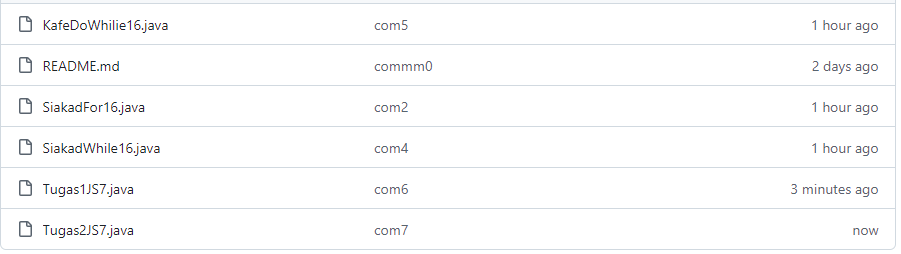 KafeDoWhilie16.java com5 1 hour ago
README.md commm0 2 days ago
SiakadFor16.java com2 1 hour ago
SiakadWhile16.java com4 1 hour ago
Tugas1JS7.java com6 3 minutes ago
Tugas2JS7.java com7 now